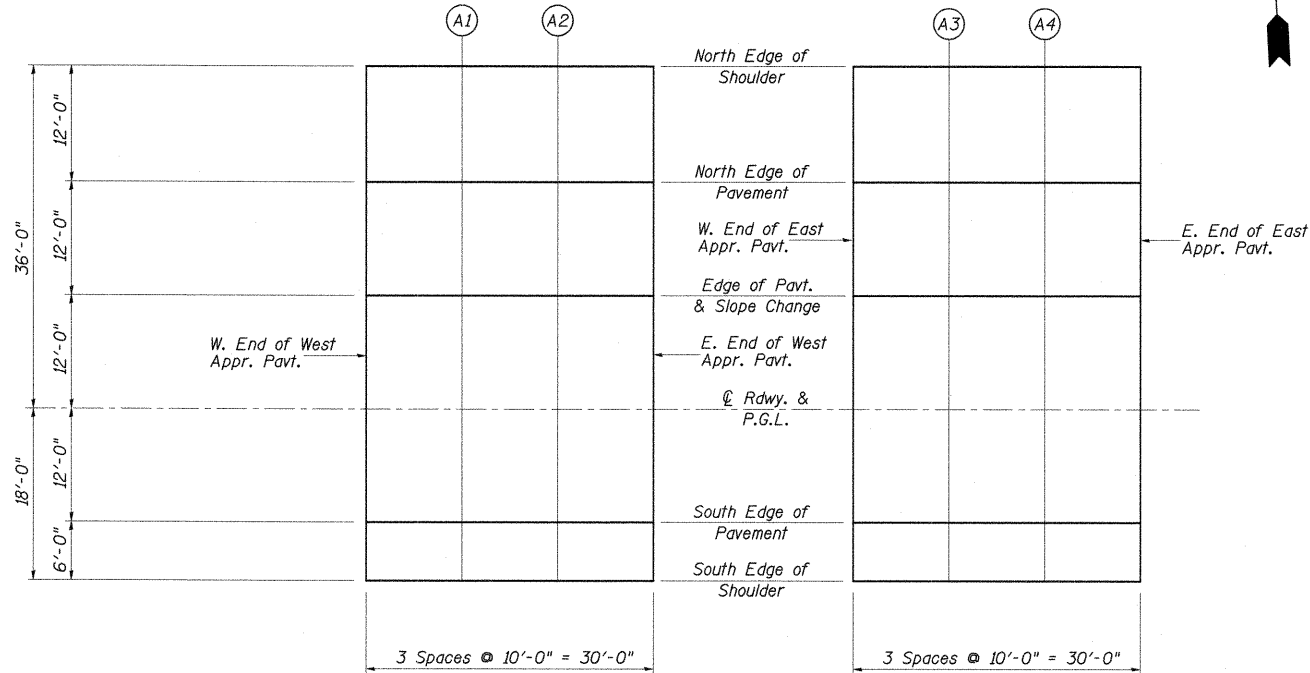 A1
A2
A3
A4
North Edge of
Shoulder
12'-0"
North Edge of
Pavement
12'-0"
36'-0"
W. End of East
Appr. Pavt.
E. End of East
Appr. Pavt.
Edge of Pavt.
& Slope Change
12'-0"
W. End of West
Appr. Pavt.
E. End of West
Appr. Pavt.
℄ Rdwy. &
P.G.L.
18'-0"
12'-0"
South Edge of
Pavement
6'-0"
South Edge of
Shoulder
3 Spaces @ 10'-0" = 30'-0"
3 Spaces @ 10'-0" = 30'-0"